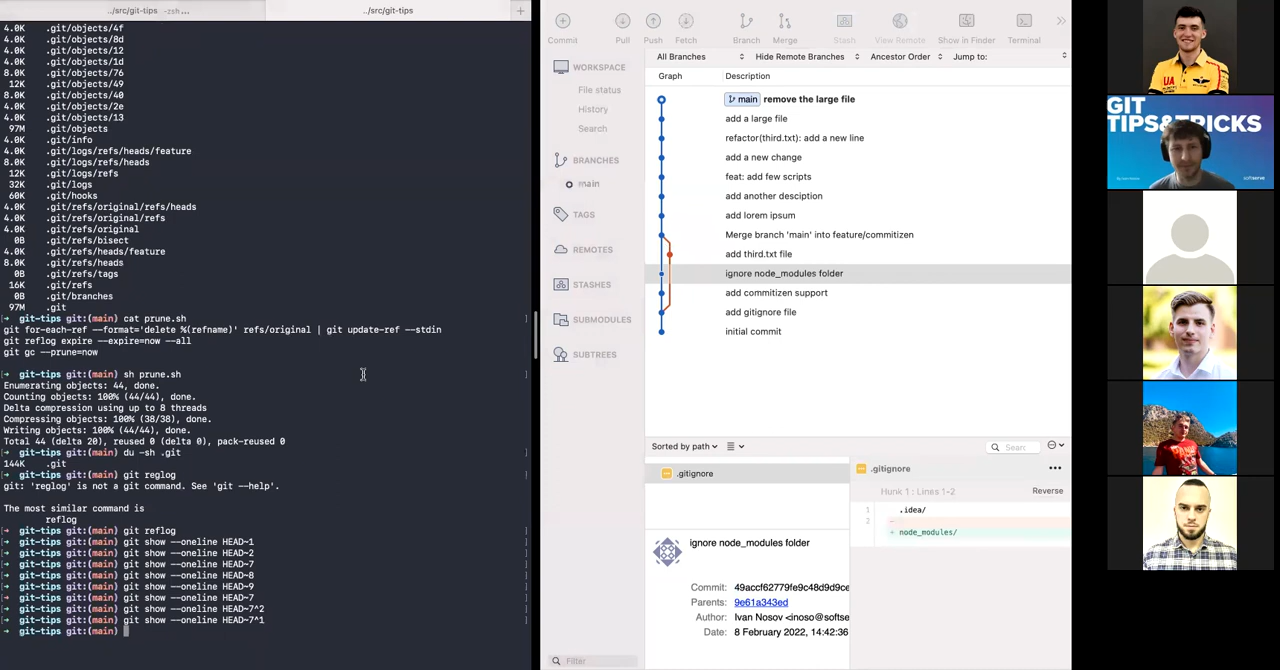 ../src/git-tips -zsh...
../src/git-tips
+
4.0K .git/objects/4f
4.0K .git/objects/8d
4.0K .git/objects/12
4.0K .git/objects/1d
8.0K .git/objects/76
12K .git/objects/49
8.0K .git/objects/40
4.0K .git/objects/2e
4.0K .git/objects/13
97M .git/objects
4.0K .git/info
4.0K .git/logs/refs/heads/feature
8.0K .git/logs/refs/heads
12K .git/logs/refs
32K .git/logs
60K .git/hooks
4.0K .git/refs/original/refs/heads
4.0K .git/refs/original/refs
4.0K .git/refs/original
0B .git/refs/bisect
4.0K .git/refs/heads/feature
8.0K .git/refs/heads
0B .git/refs/tags
16K .git/refs
0B .git/branches
97M .git
[→ git-tips git:(main) cat prune.sh ]
git for-each-ref --format='delete %(refname)' refs/original | git update-ref --stdin
git reflog expire --expire=now --all
git gc --prune=now
[→ git-tips git:(main) sh prune.sh ]
Enumerating objects: 44, done.
Counting objects: 100% (44/44), done.
Delta compression using up to 8 threads
Compressing objects: 100% (38/38), done.
Writing objects: 100% (44/44), done.
Total 44 (delta 20), reused 0 (delta 0), pack-reused 0
[→ git-tips git:(main) du -sh .git ]
144K .git
[→ git-tips git:(main) git reglog ]
git: 'reglog' is not a git command. See 'git --help'.
The most similar command is
reflog
[→ git-tips git:(main) git reflog ]
[→ git-tips git:(main) git show --oneline HEAD~1 ]
[→ git-tips git:(main) git show --oneline HEAD~2 ]
[→ git-tips git:(main) git show --oneline HEAD~7 ]
[→ git-tips git:(main) git show --oneline HEAD~8 ]
[→ git-tips git:(main) git show --oneline HEAD~9 ]
[→ git-tips git:(main) git show --oneline HEAD~7 ]
[→ git-tips git:(main) git show --oneline HEAD~7^2 ]
[→ git-tips git:(main) git show --oneline HEAD~7^1 ]
→ git-tips git:(main)
Commit Pull Push Fetch Branch Merge Stash View Remote Show in Finder Terminal
All Branches Hide Remote Branches Ancestor Order Jump to:
WORKSPACE
File status
History
Search
BRANCHES
main
TAGS
REMOTES
STASHES
SUBMODULES
SUBTREES
Filter
Graph Description
main remove the large file
add a large file
refactor(third.txt): add a new line
add a new change
feat: add few scripts
add another desciption
add lorem ipsum
Merge branch 'main' into feature/commitizen
add third.txt file
ignore node_modules folder
add commitizen support
add gitignore file
initial commit
Sorted by path
Searc
.gitignore
ignore node_modules folder
Commit: 49accf62779fe9c48d9d9ce
Parents: 9e61a343ed
Author: Ivan Nosov <inoso@softse
Date: 8 February 2022, 14:42:36
.gitignore
Hunk 1 : Lines 1-2 Reverse
1 .idea/
2 -
+ node_modules/
UA
GIT
TIPS&TRICKS
softserve